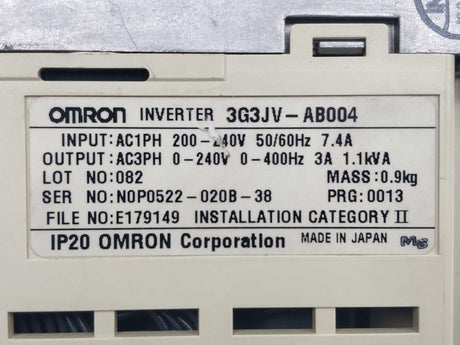 OMRON INVERTER 3G3JV-AB004
INPUT:AC1PH 200-240V 50/60Hz 7.4A
OUTPUT:AC3PH 0-240V 0-400Hz 3A 1.1kVA
LOT NO:082 MASS:0.9kg
SER NO:N0P0522-020B-38 PRG:0013
FILE NO:E179149 INSTALLATION CATEGORY II
IP20 OMRON Corporation MADE IN JAPAN